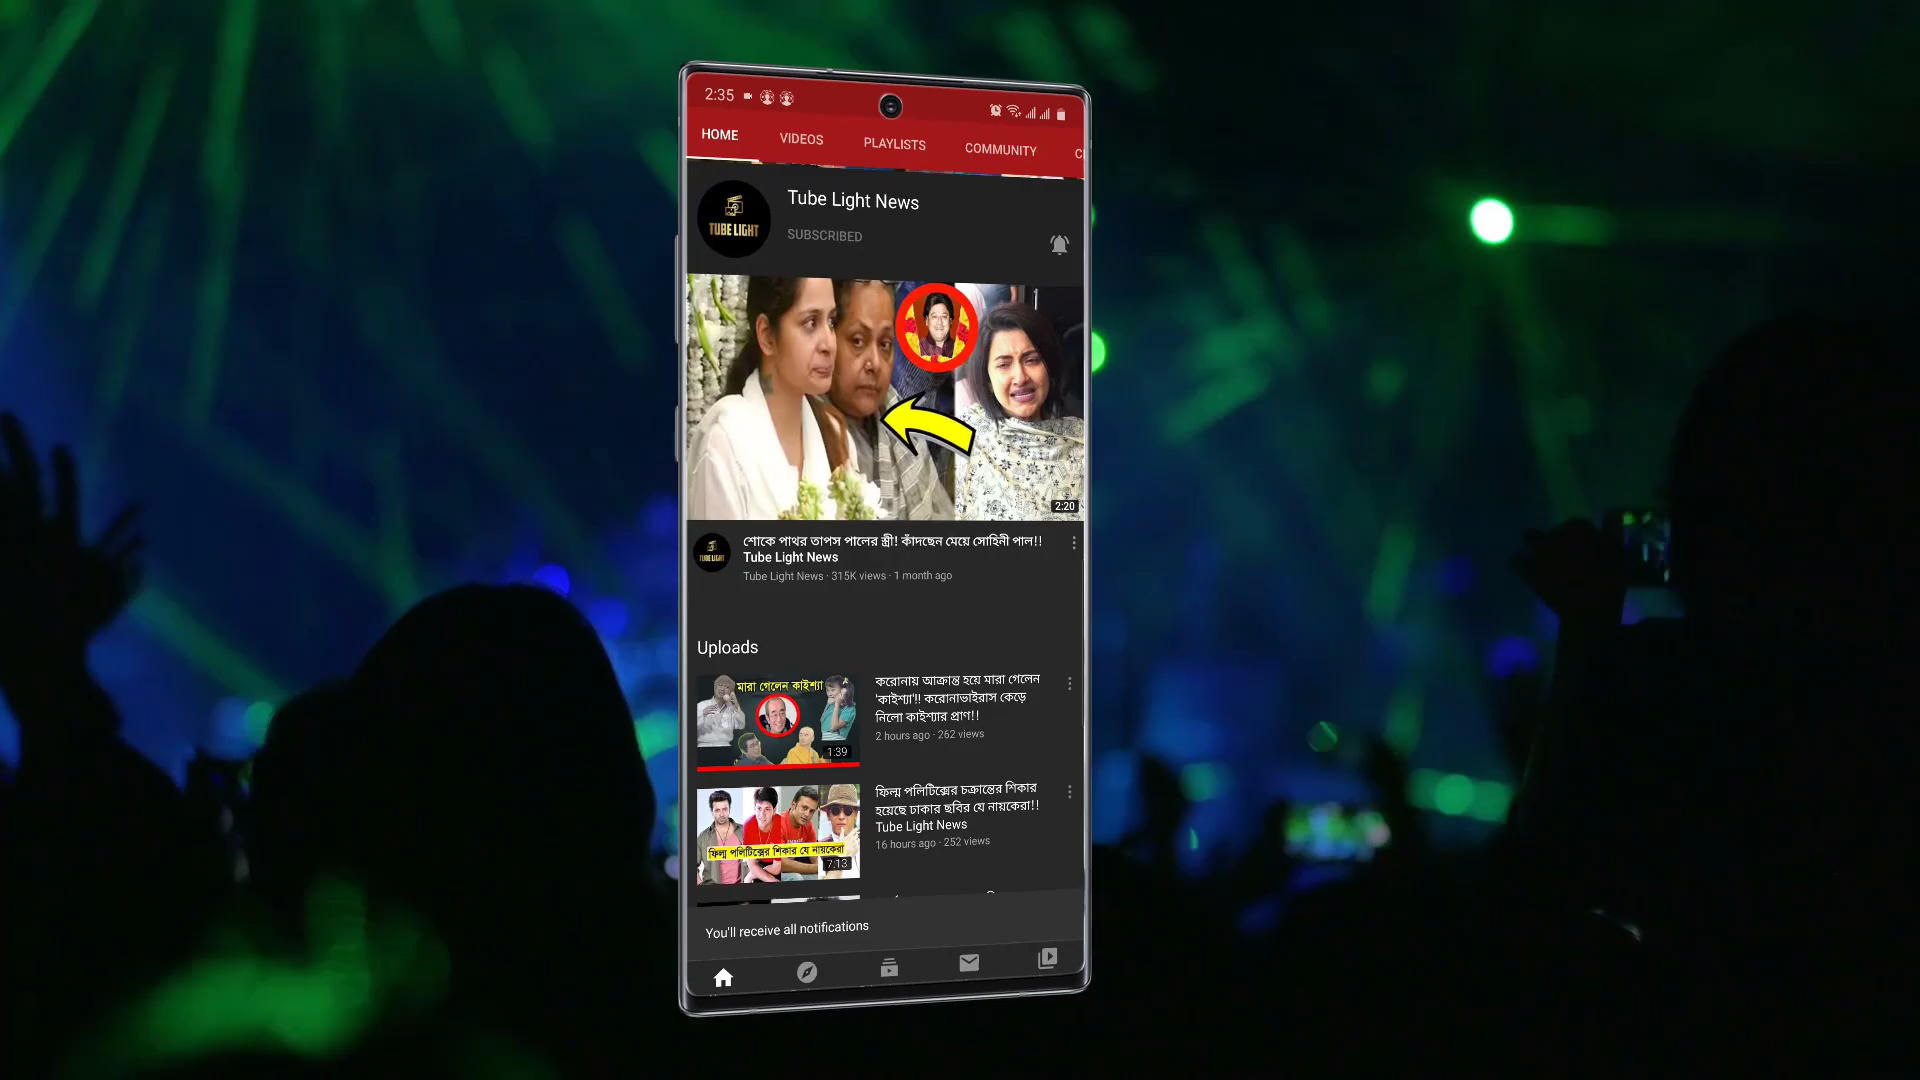 2:35
HOME
VIDEOS
PLAYLISTS
COMMUNITY
Tube Light News
TUBE LIGHT
SUBSCRIBED
2:20
শোকে পাথর তাপস পালের স্ত্রী! কাঁদছেন মেয়ে সোহিনী পাল!!
Tube Light News
TUBE LIGHT
Tube Light News · 315K views · 1 month ago
Uploads
মারা গেলেন কাইশ্যা
1:39
করোনায় আক্রান্ত হয়ে মারা গেলেন
'কাইশ্যা'!! করোনাভাইরাস কেড়ে
নিলো কাইশ্যার প্রাণ!!
2 hours ago · 262 views
ফিল্ম পলিটিক্সের শিকার যে নায়কেরা
7:13
ফিল্ম পলিটিক্সের চক্রান্তের শিকার
হয়েছে ঢাকার ছবির যে নায়কেরা!!
Tube Light News
16 hours ago · 252 views
You'll receive all notifications